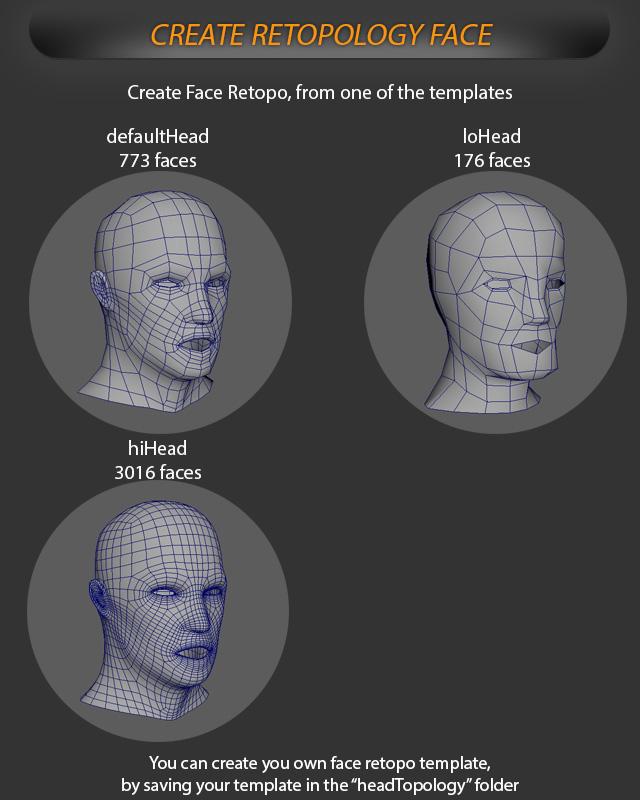 CREATE RETOPOLOGY FACE
Create Face Retopo, from one of the templates
defaultHead
773 faces
loHead
176 faces
hiHead
3016 faces
You can create you own face retopo template,
by saving your template in the “headTopology” folder